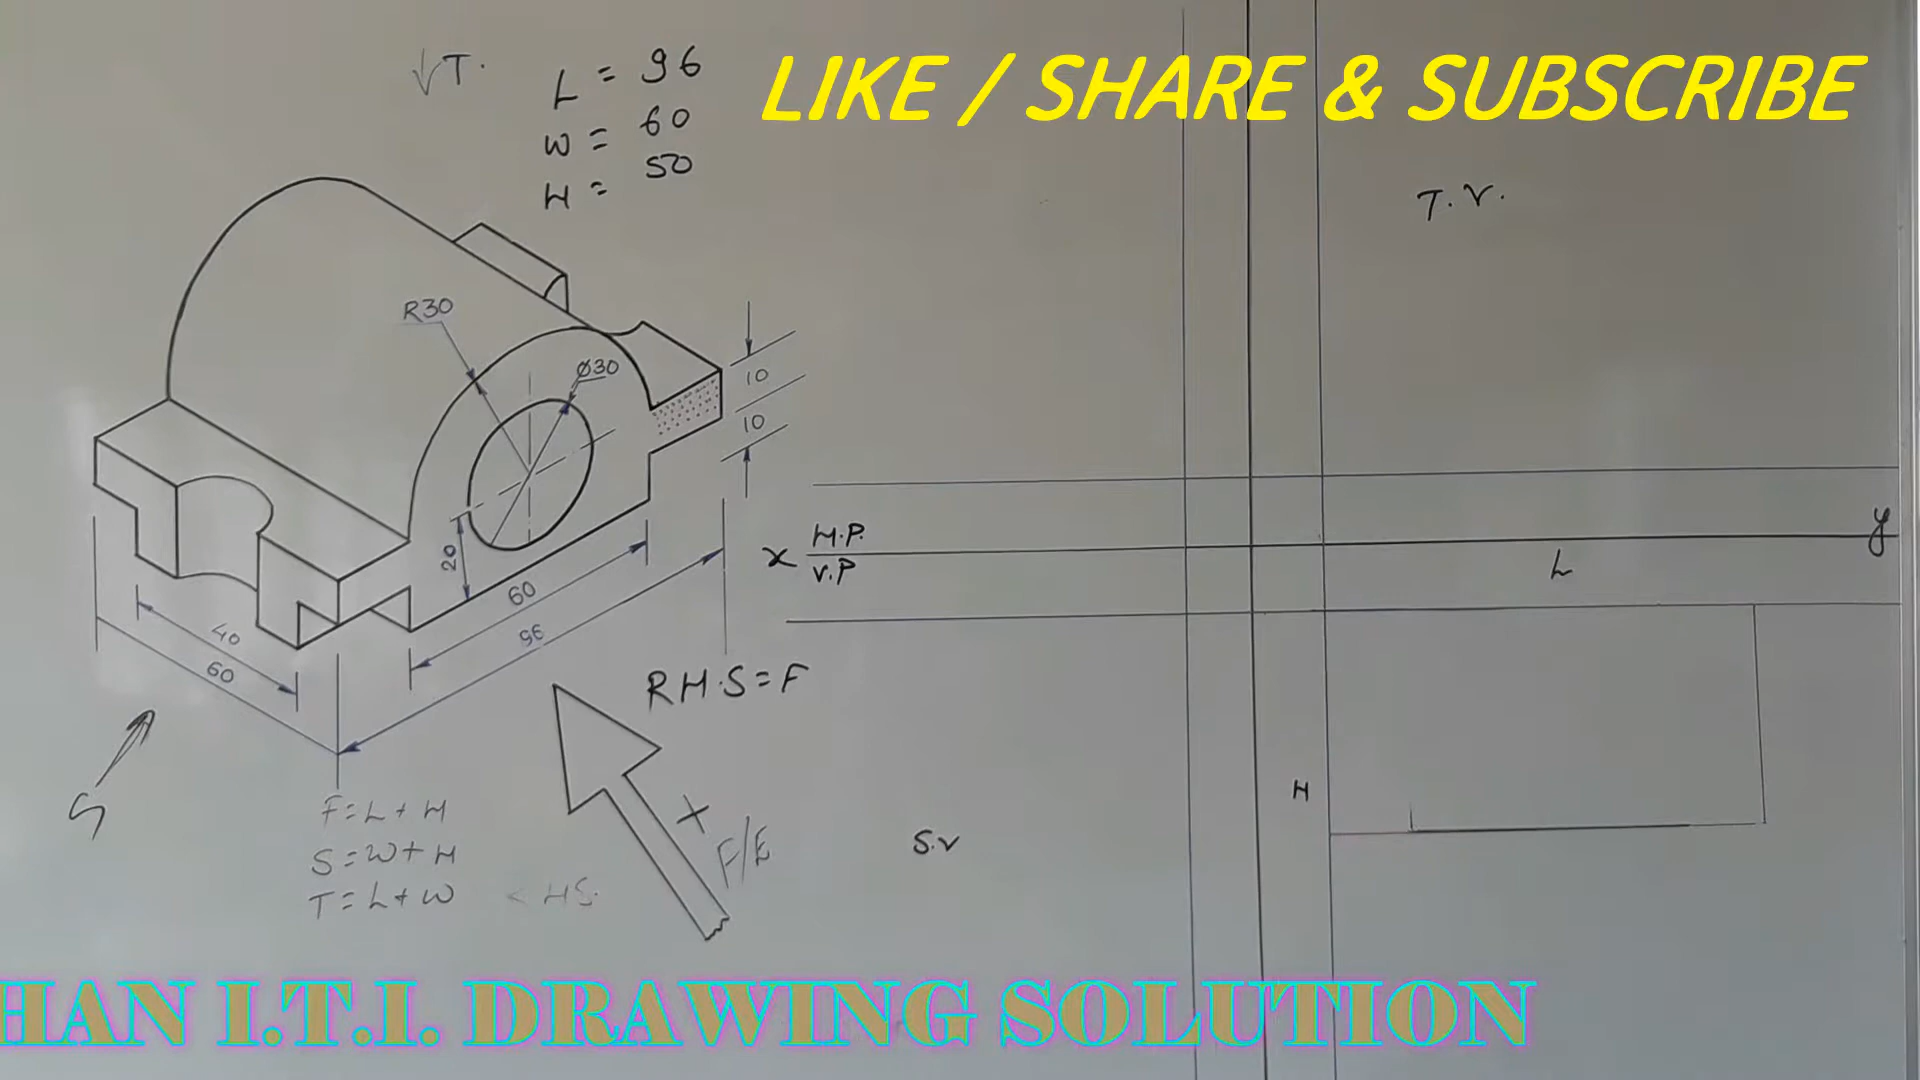 ↓T.
L = 96
W = 60
H = 50
LIKE / SHARE & SUBSCRIBE
T.V.
R30
Ø30
10
10
20
60
96
40
60
x H.P.
V.P
y
L
RH.S=F
S
F=L+H
S=W+H
T=L+W
HS.
X
F/E
H
S.V
HAN I.T.I. DRAWING SOLUTION